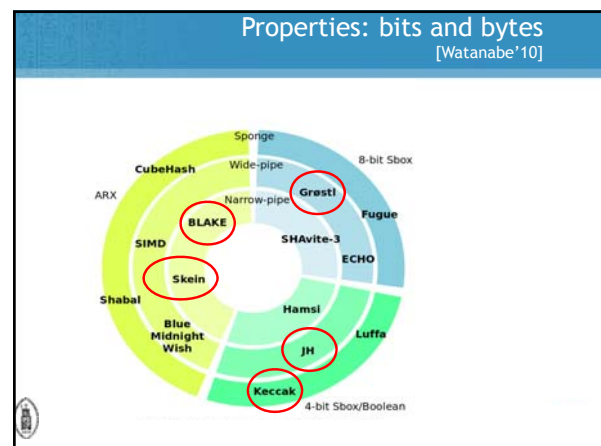 Properties: bits and bytes
[Watanabe'10]
Sponge
8-bit Sbox
CubeHash
Wide-pipe
ARX
Narrow-pipe
Grøstl
BLAKE
Fugue
SIMD
SHAvite-3
ECHO
Skein
Shabal
Hamsi
Blue
Midnight
Wish
Luffa
JH
Keccak
4-bit Sbox/Boolean